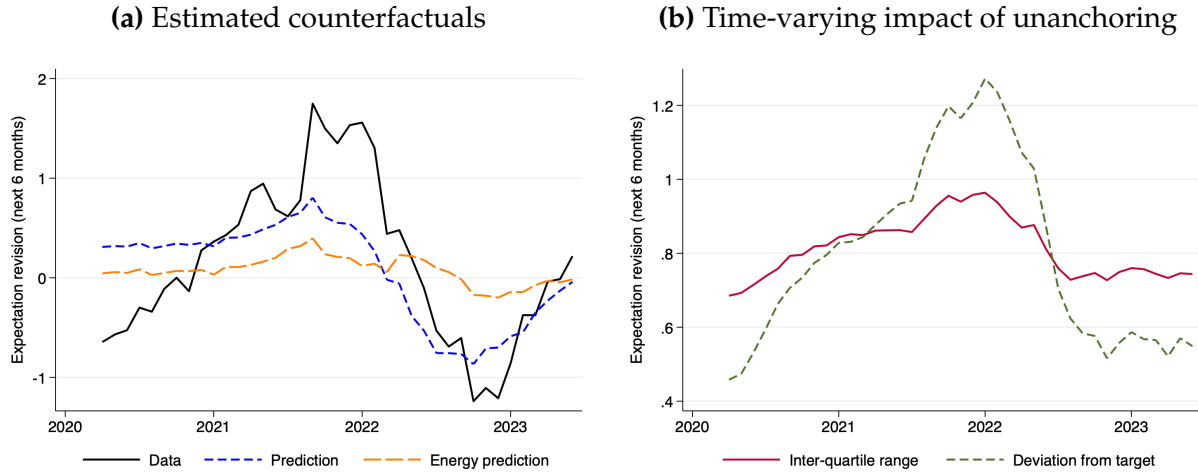 (a) Estimated counterfactuals
Expectation revision (next 6 months)
2
1
0
-1
2020
2021
2022
2023
Data
Prediction
Energy prediction
(b) Time-varying impact of unanchoring
Expectation revision (next 6 months)
1.2
1
.8
.6
.4
2020
2021
2022
2023
Inter-quartile range
Deviation from target